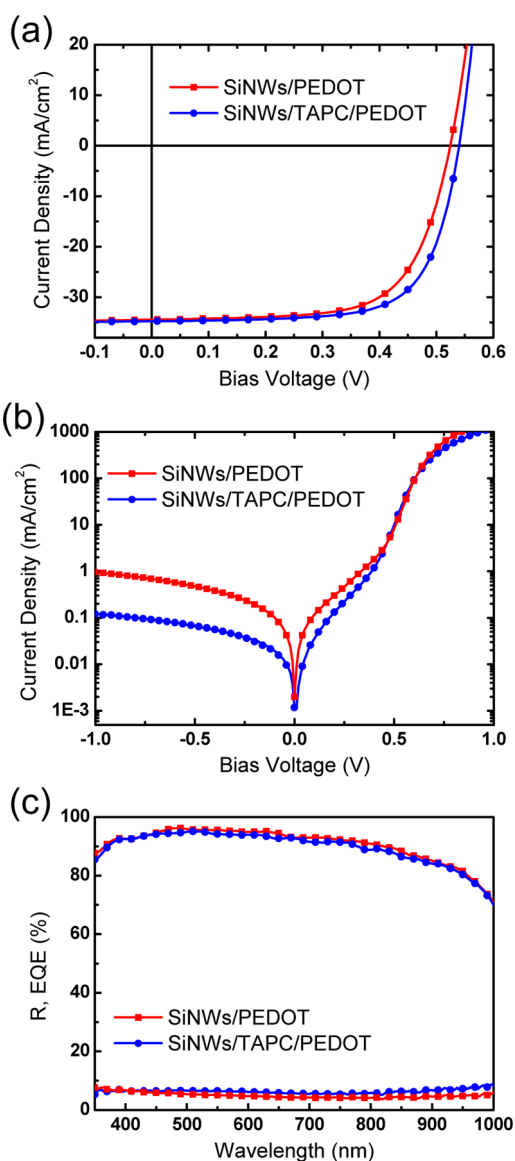 (a)
20
10
0
-10
-20
-30
Current Density (mA/cm²)
SiNWs/PEDOT
SiNWs/TAPC/PEDOT
-0.1 0.0 0.1 0.2 0.3 0.4 0.5 0.6
Bias Voltage (V)
(b)
1000
100
10
1
0.1
0.01
1E-3
Current Density (mA/cm²)
SiNWs/PEDOT
SiNWs/TAPC/PEDOT
-1.0 -0.5 0.0 0.5 1.0
Bias Voltage (V)
(c)
100
80
60
40
20
0
R, EQE (%)
SiNWs/PEDOT
SiNWs/TAPC/PEDOT
400 500 600 700 800 900 1000
Wavelength (nm)